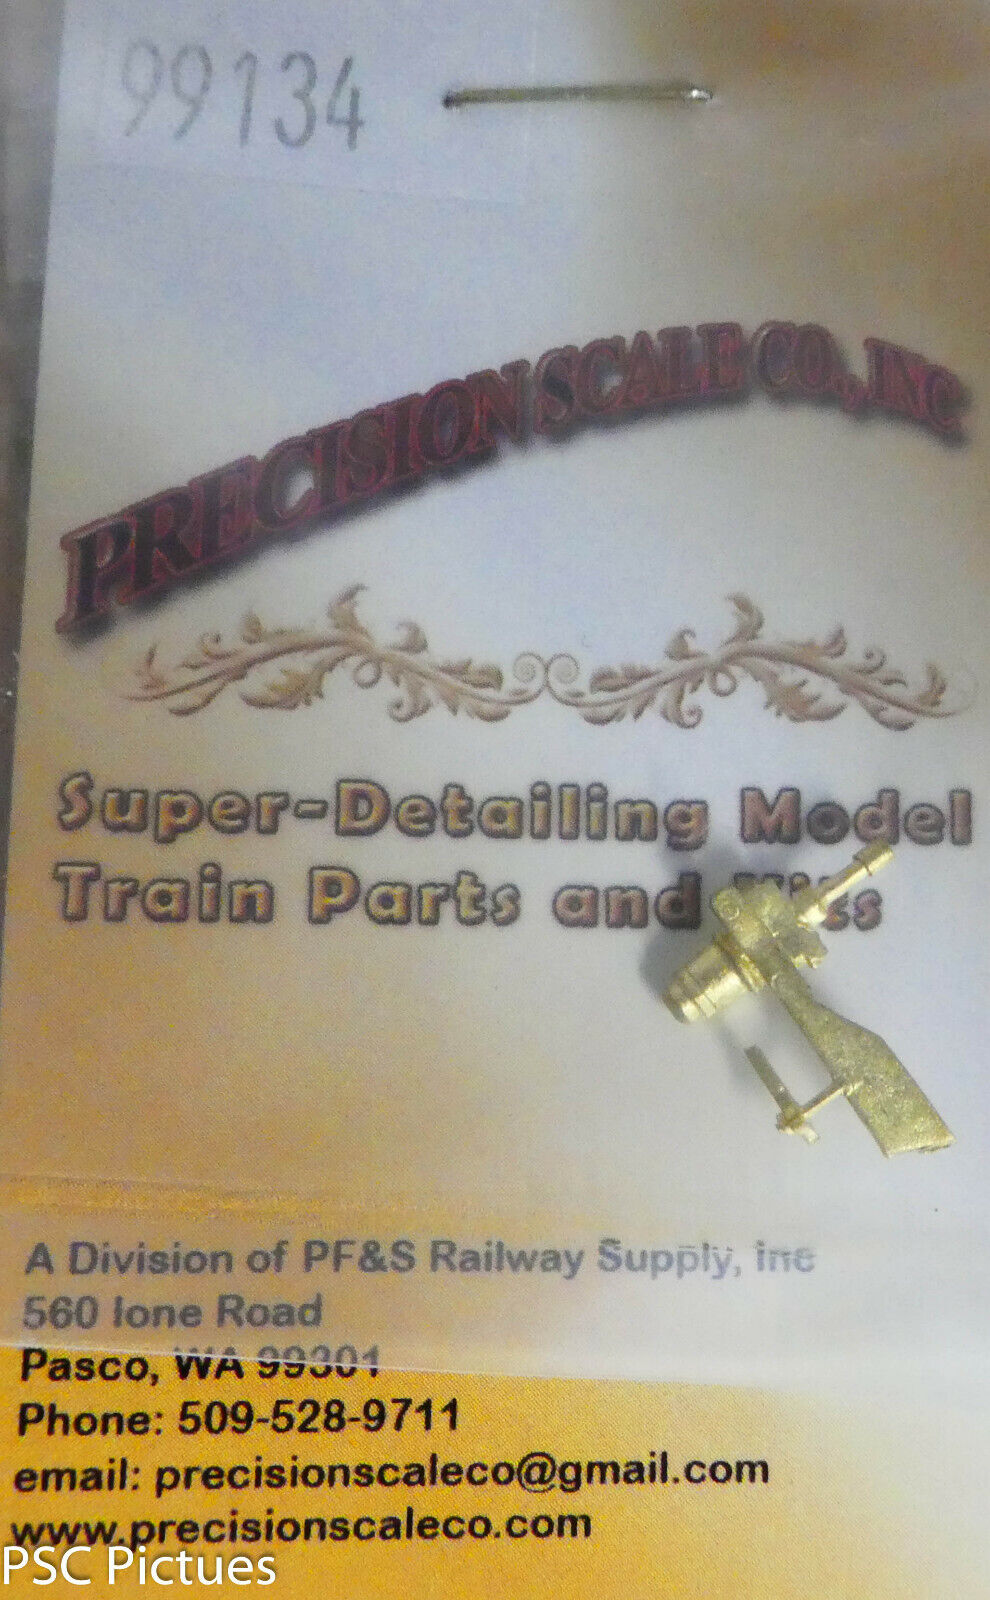 99134
PRECISION SCALE CO., INC
Super-Detailing Model
Train Parts and
A Division of PF&S Railway Supply, inc
560 Ione Road
Pasco, WA 99301
Phone: 509-528-9711
email: precisionscaleco@gmail.com
www.precisionscaleco.com
PSC Pictues